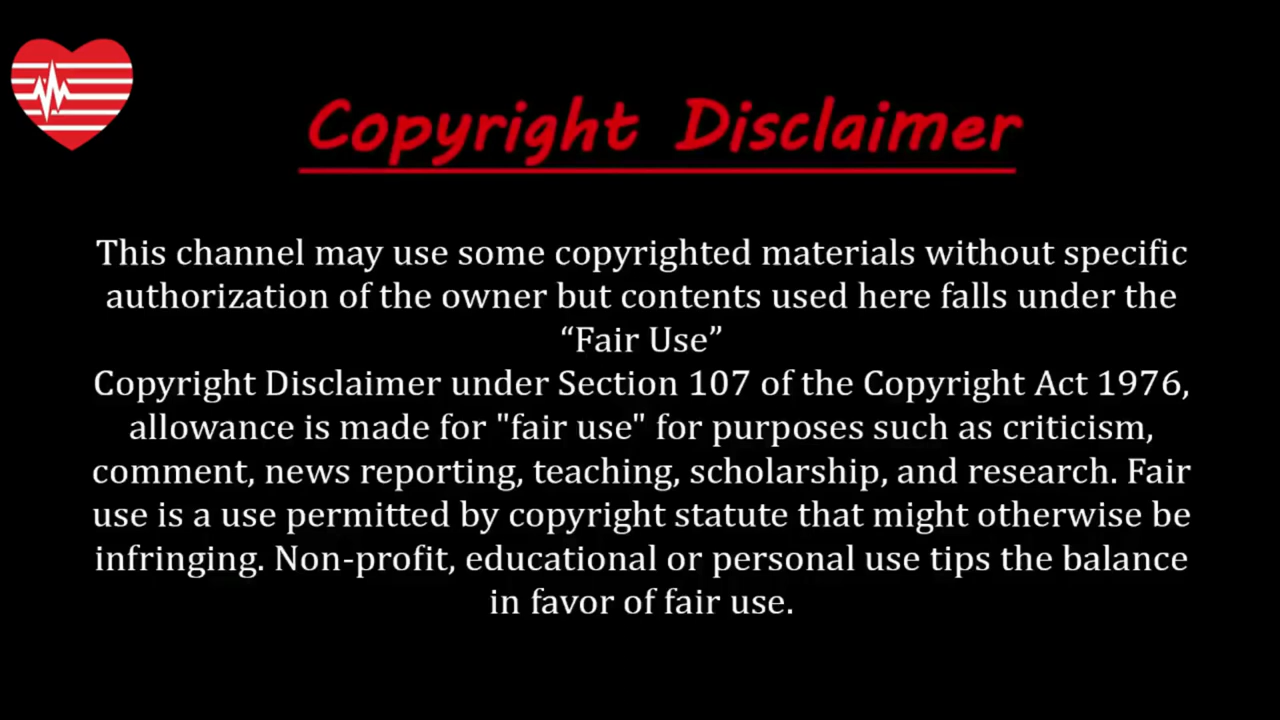 Copyright Disclaimer
This channel may use some copyrighted materials without specific
authorization of the owner but contents used here falls under the
“Fair Use”
Copyright Disclaimer under Section 107 of the Copyright Act 1976,
allowance is made for "fair use" for purposes such as criticism,
comment, news reporting, teaching, scholarship, and research. Fair
use is a use permitted by copyright statute that might otherwise be
infringing. Non-profit, educational or personal use tips the balance
in favor of fair use.